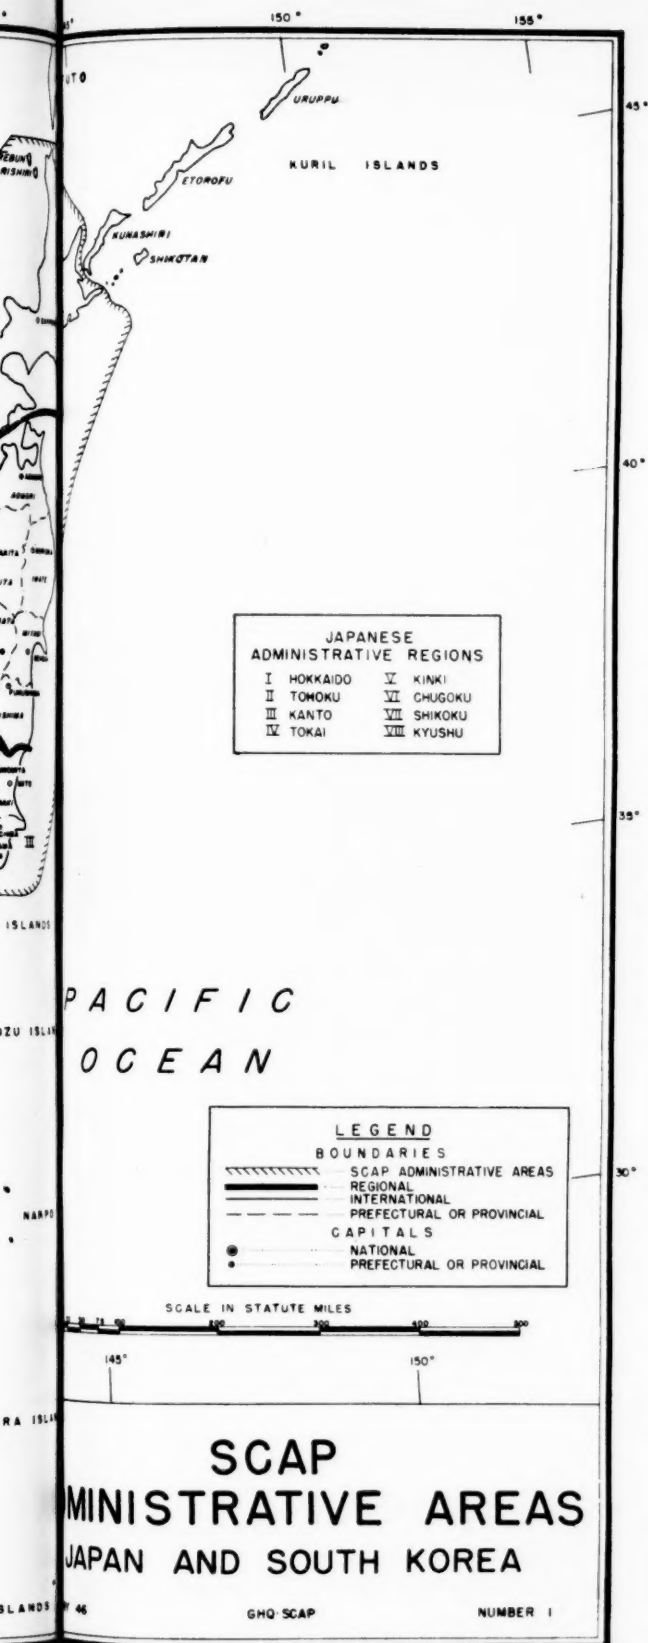 150°
155°
45°
URUPPU
KURIL ISLANDS
ETOROFU
KUNASHIRI
SHIKOTAN
REBUN
RISHIRI
40°
AOMORI
IWATE
JAPANESE
ADMINISTRATIVE REGIONS
I HOKKAIDO
II TOHOKU
III KANTO
IV TOKAI
V KINKI
VI CHUGOKU
VII SHIKOKU
VIII KYUSHU
35°
III
ISLANDS
PACIFIC
OCEAN
LEGEND
BOUNDARIES
SCAP ADMINISTRATIVE AREAS
REGIONAL
INTERNATIONAL
PREFECTURAL OR PROVINCIAL
CAPITALS
NATIONAL
PREFECTURAL OR PROVINCIAL
30°
SCALE IN STATUTE MILES
200 300 400 500
145°
150°
SCAP
MINISTRATIVE AREAS
JAPAN AND SOUTH KOREA
46
GHQ-SCAP
NUMBER 1